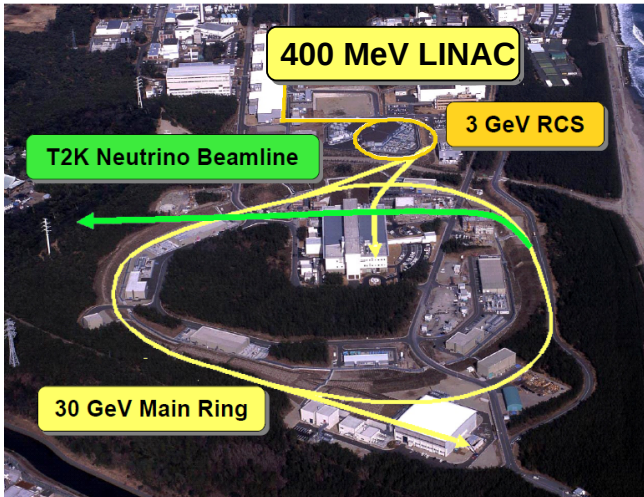 400 MeV LINAC
3 GeV RCS
T2K Neutrino Beamline
30 GeV Main Ring